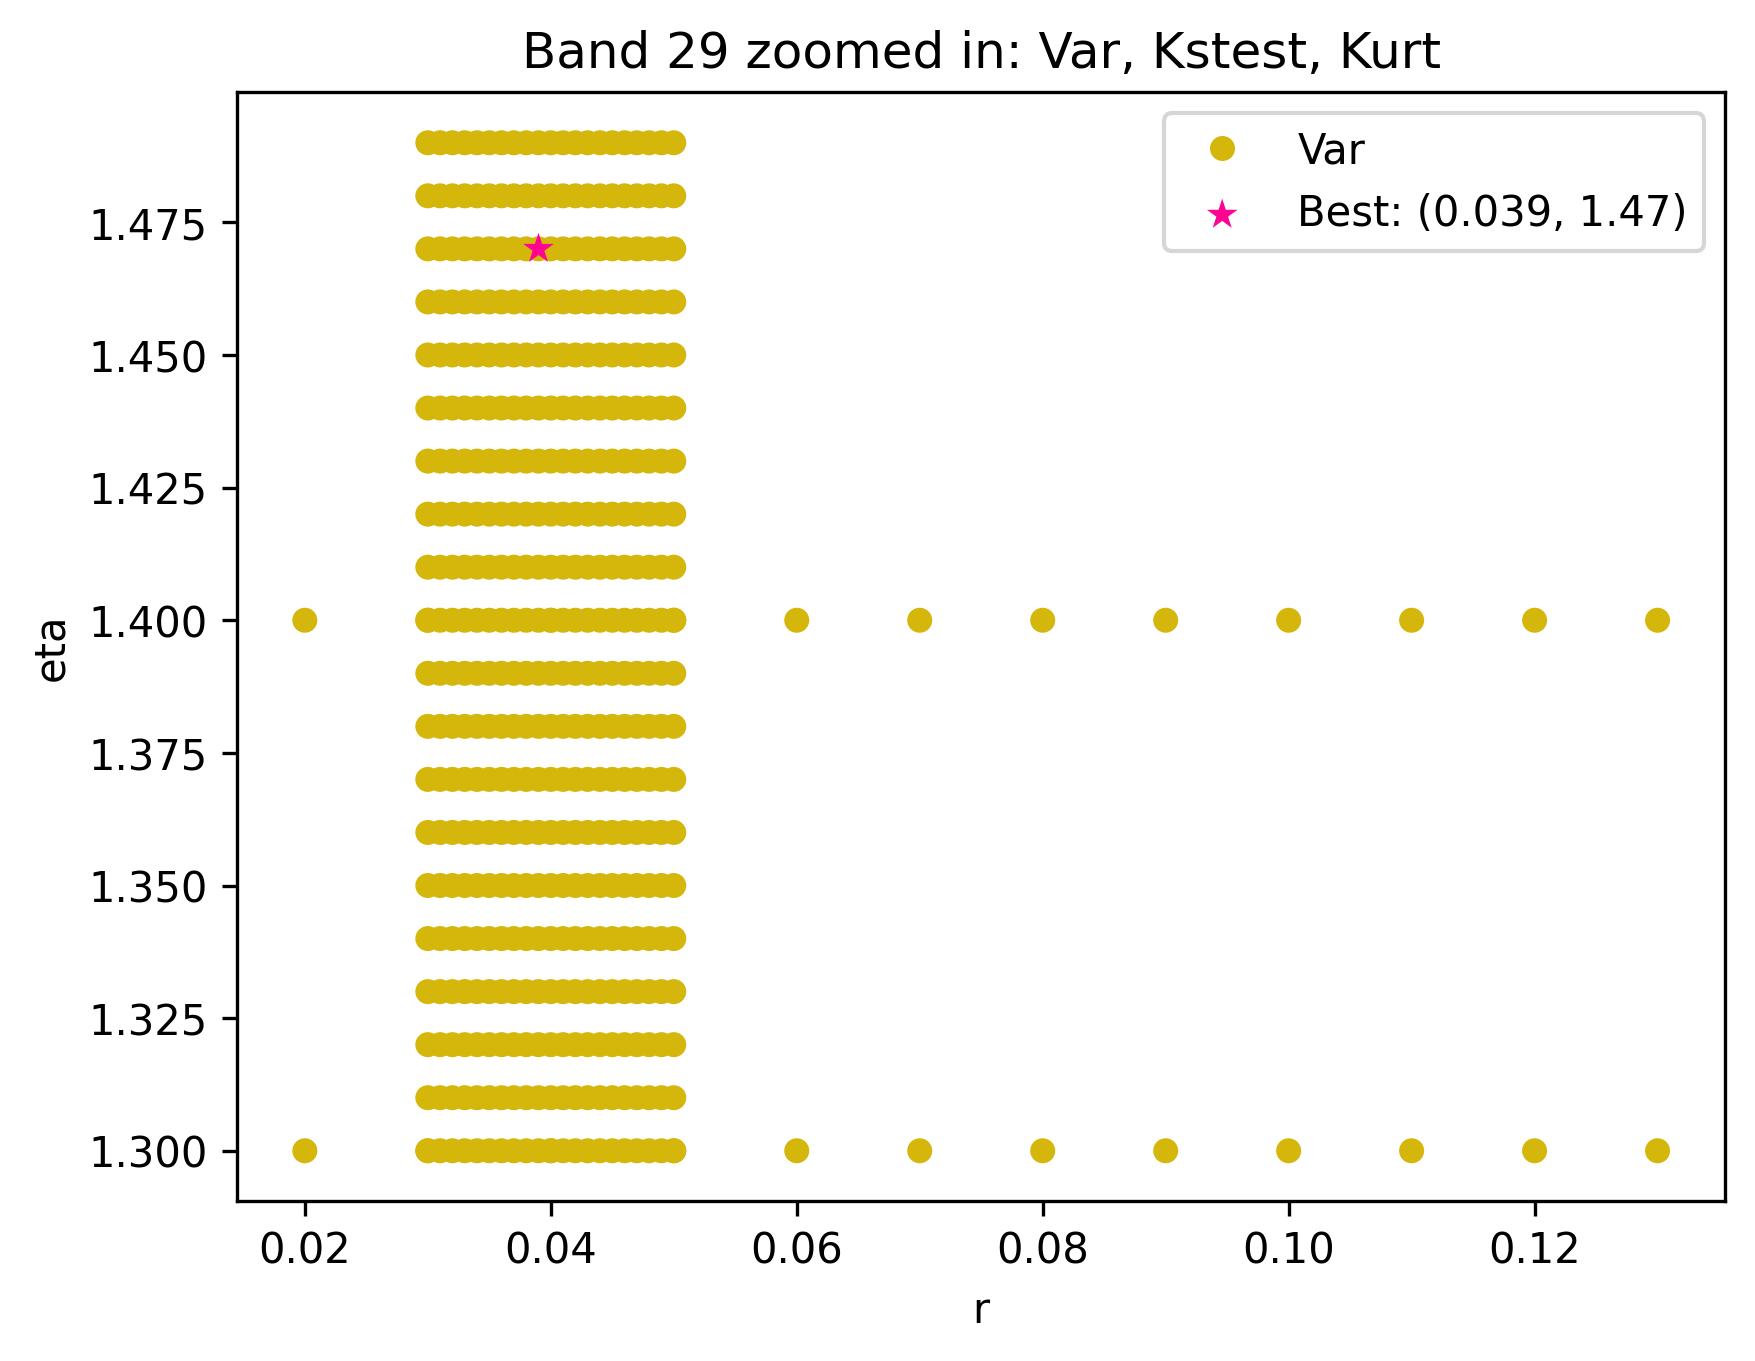 Band 29 zoomed in: Var, Kstest, Kurt
Var
Best: (0.039, 1.47)
1.475
1.450
1.425
1.400
1.375
1.350
1.325
1.300
eta
0.02 0.04 0.06 0.08 0.10 0.12
r